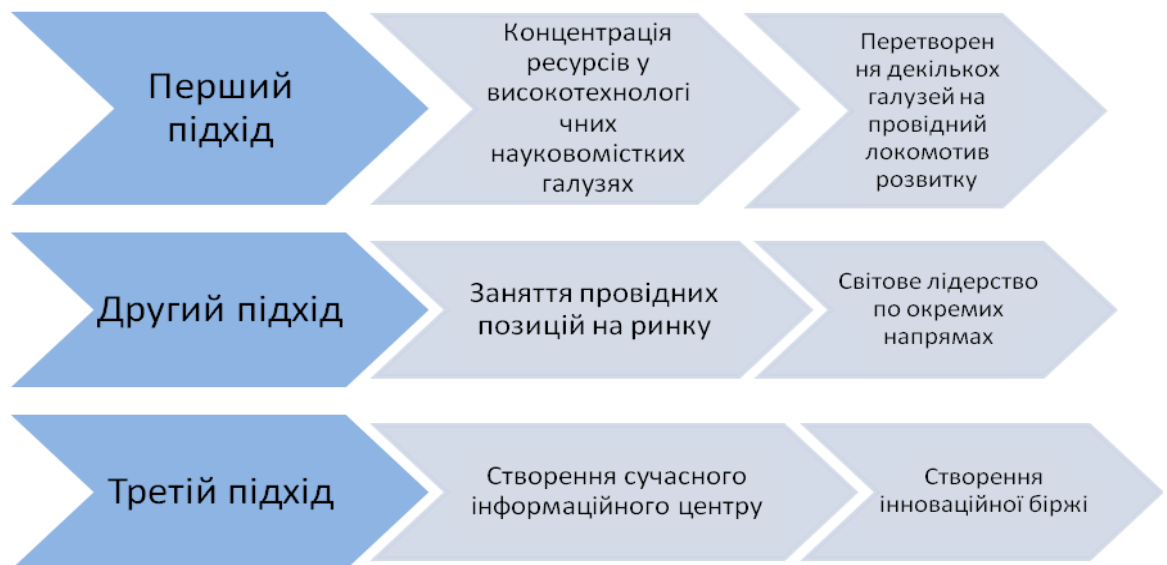 Перший
підхід
Концентрація
ресурсів у
високотехнологі
чних
науковомістких
галузях
Перетворен
ня декількох
галузей на
провідний
локомотив
розвитку
Другий підхід
Заняття провідних
позицій на ринку
Світове лідерство
по окремих
напрямах
Третій підхід
Створення сучасного
інформаційного центру
Створення
інноваційної біржі